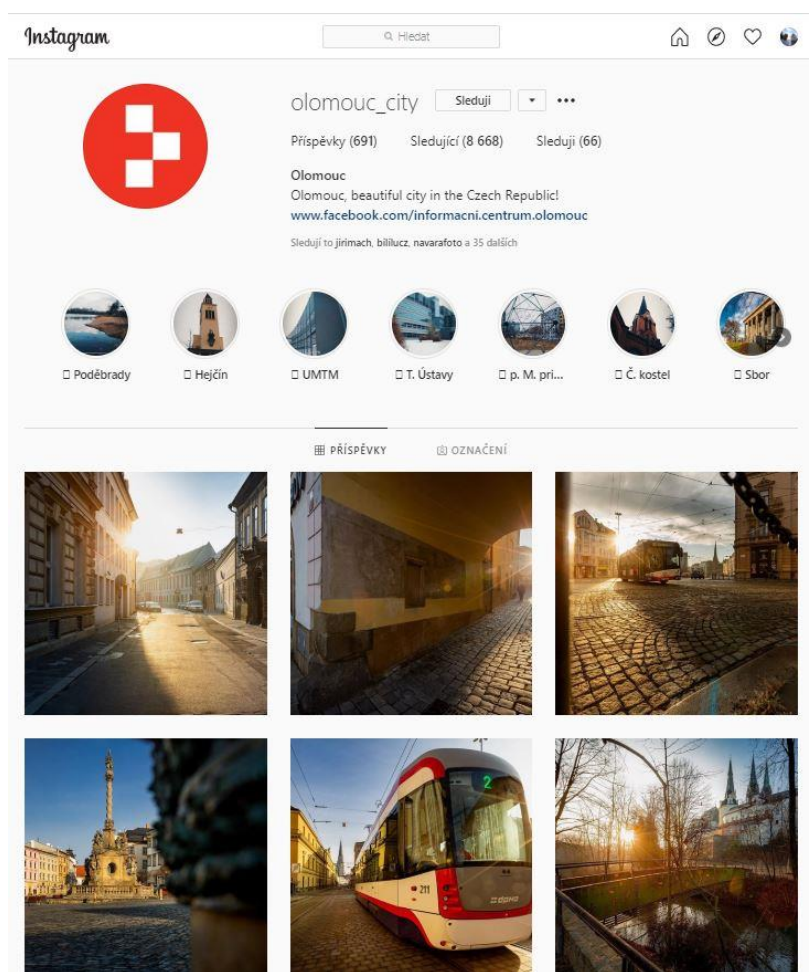 Instagram
Hledat
olomouc_city Sleduji
Příspěvky (691) Sledující (8 668) Sleduji (66)
Olomouc
Olomouc, beautiful city in the Czech Republic!
www.facebook.com/informacni.centrum.olomouc
Sledují to jirimach, bililucz, navarafoto a 35 dalších
Poděbrady Hejčín UMTM T. Ústavy p. M. pri... Č. kostel Sbor
PŘÍSPĚVKY OZNAČENÍ
2
211